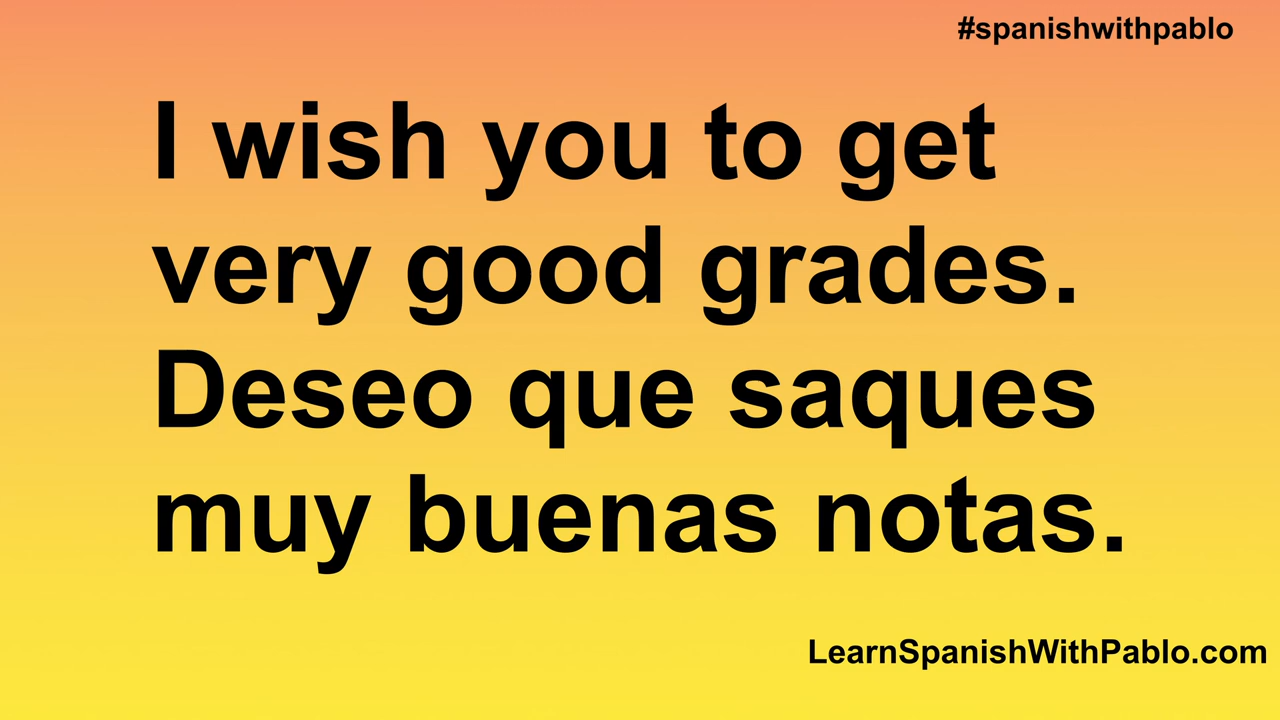 #spanishwithpablo
I wish you to get
very good grades.
Deseo que saques
muy buenas notas.
LearnSpanishWithPablo.com